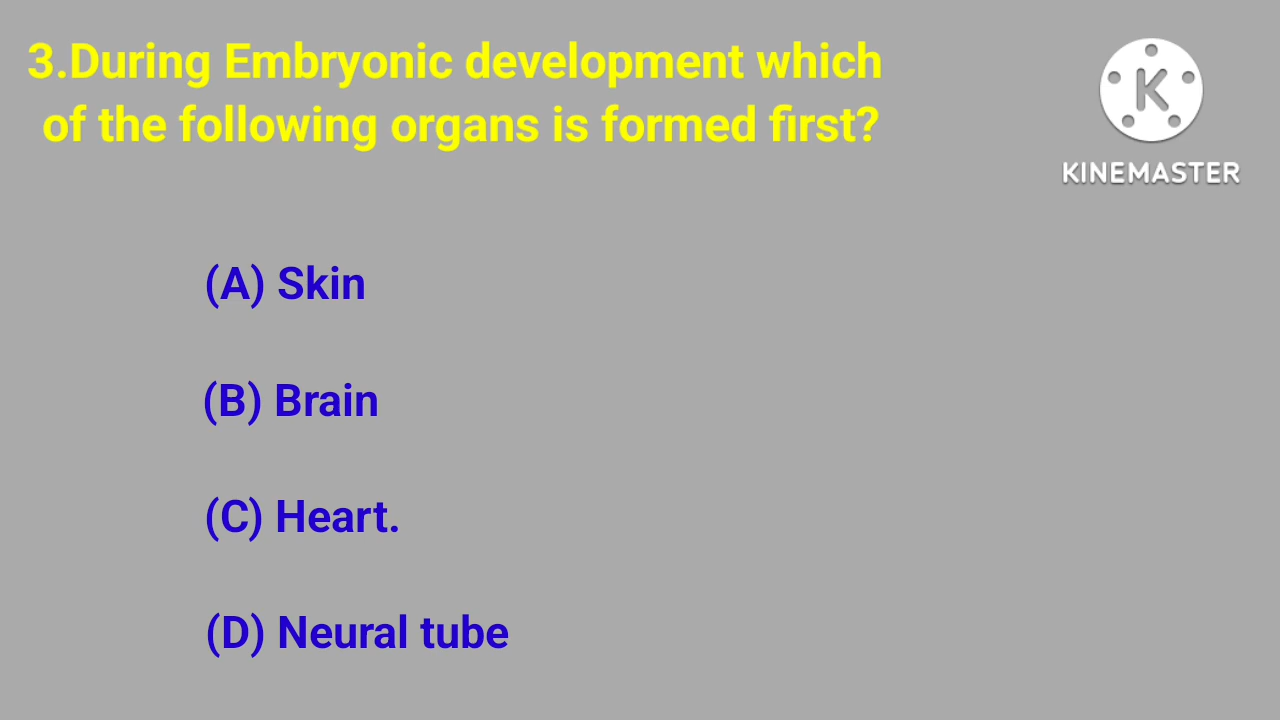 3.During Embryonic development which
of the following organs is formed first?
K
KINEMASTER
(A) Skin
(B) Brain
(C) Heart.
(D) Neural tube